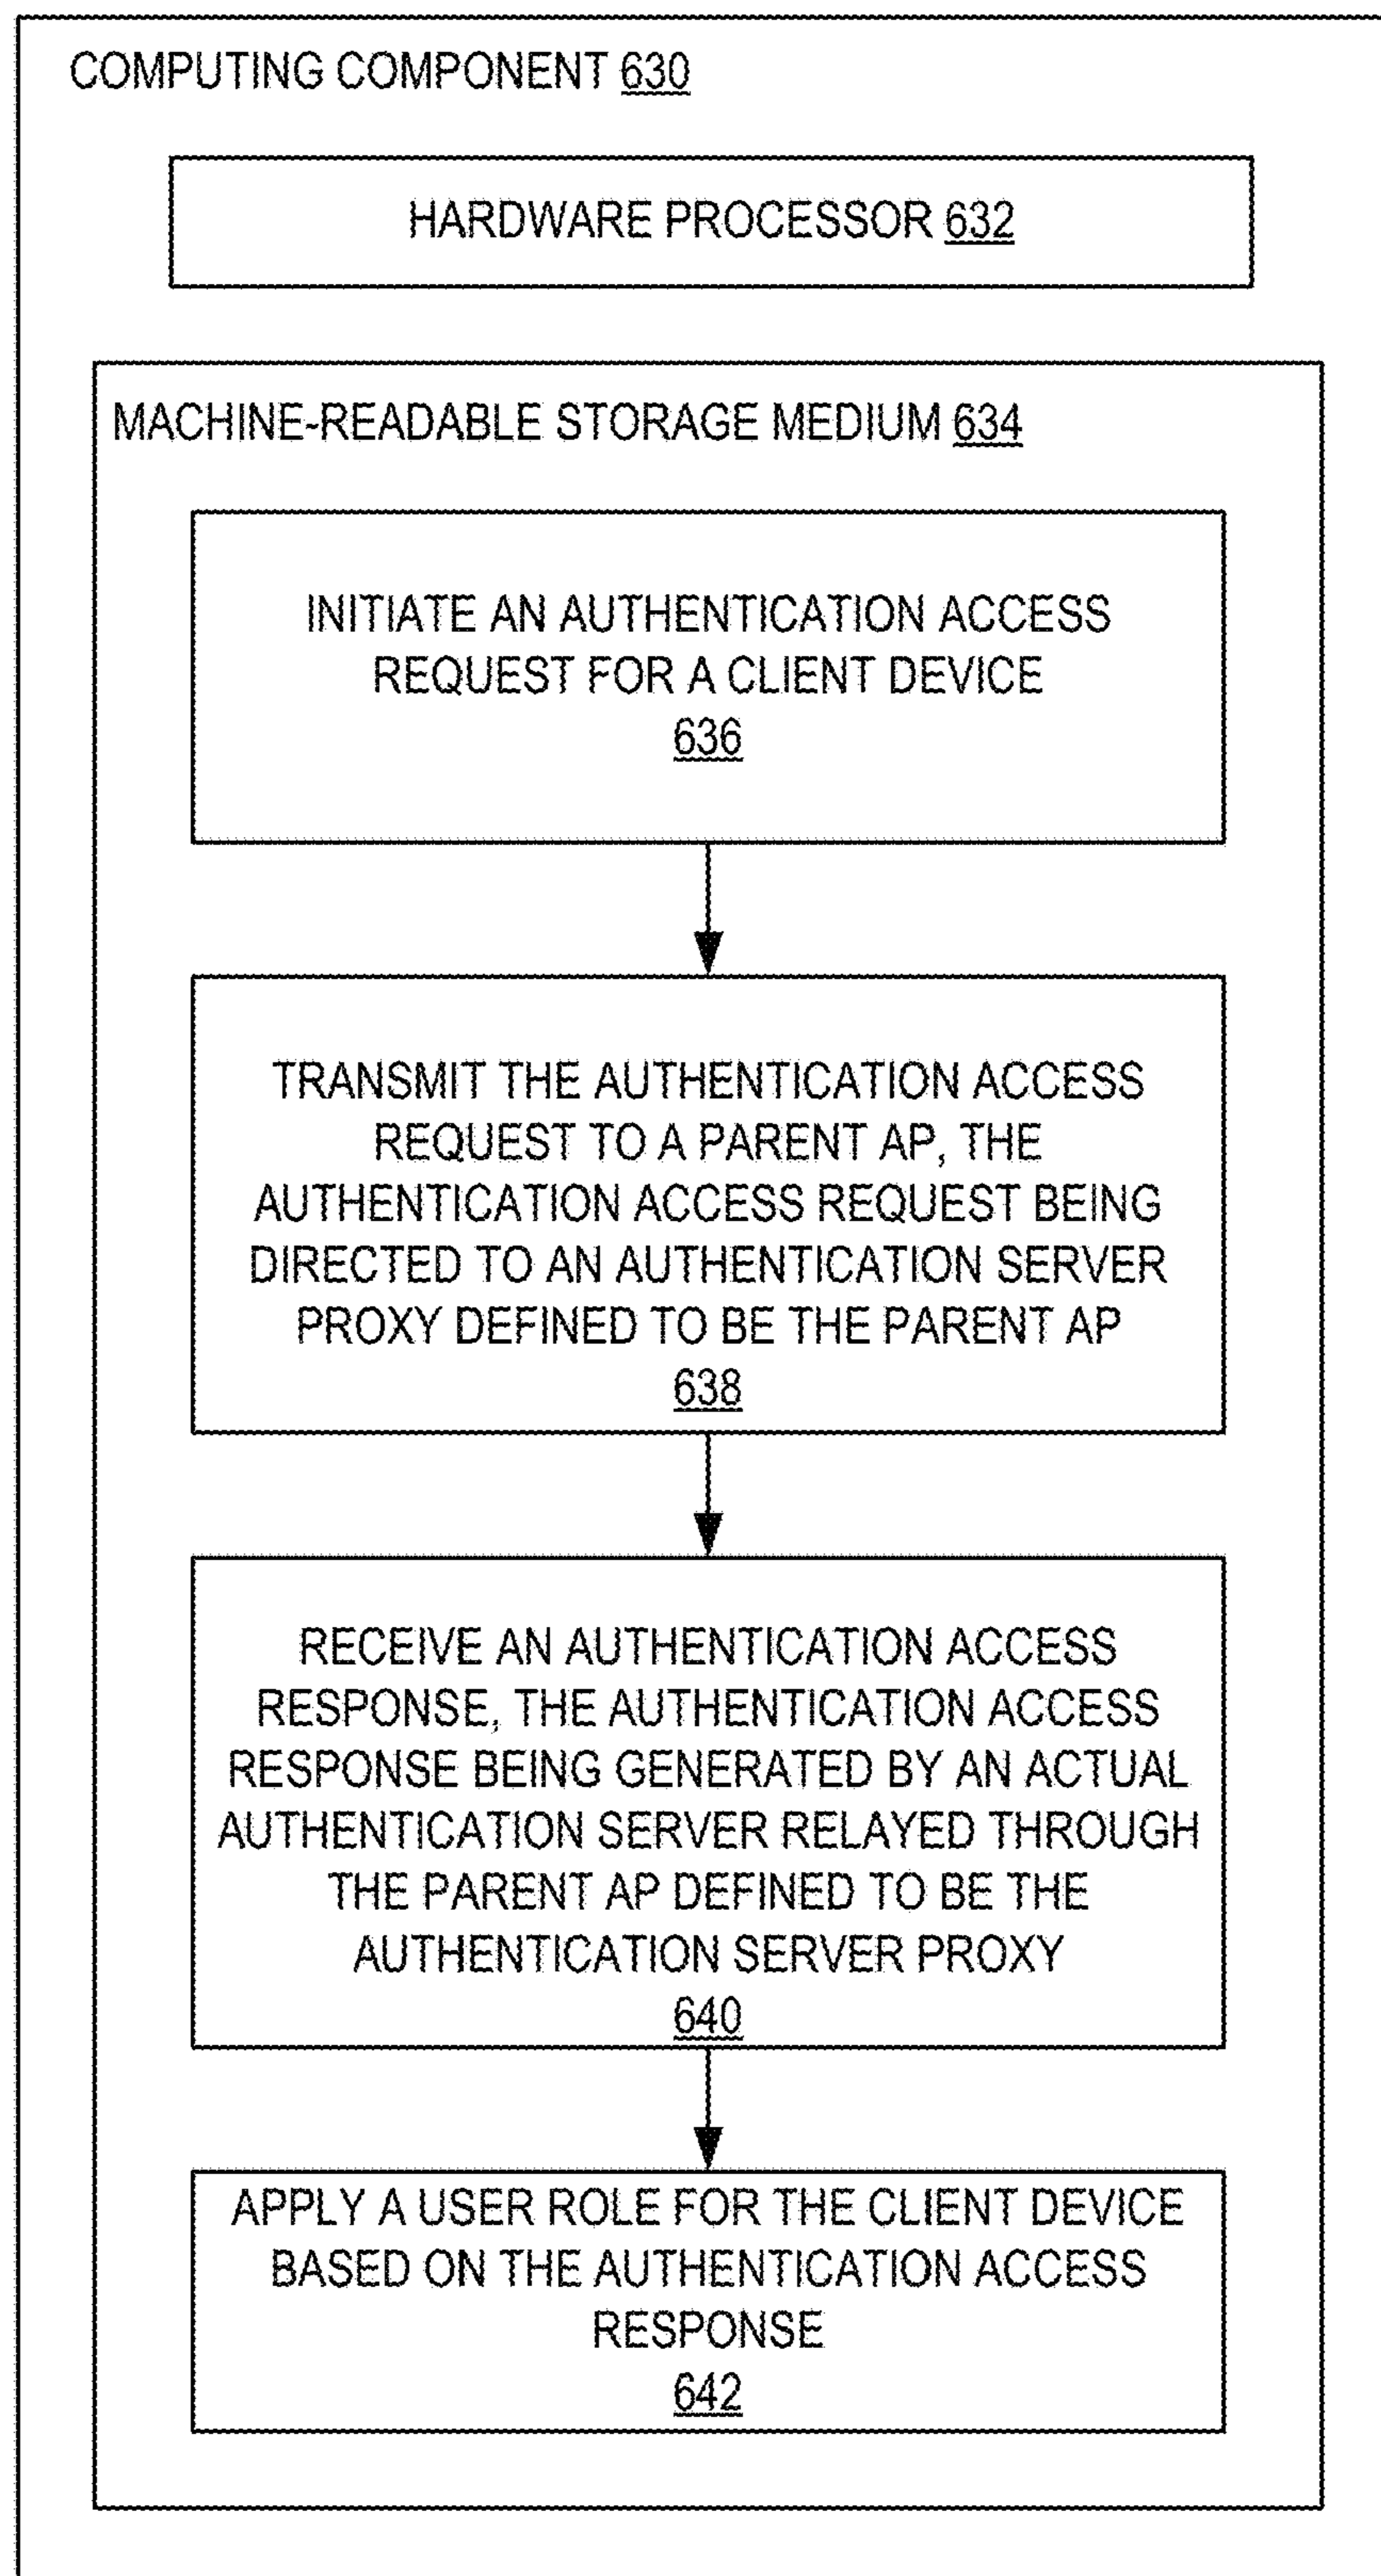 COMPUTING COMPONENT 630
HARDWARE PROCESSOR 632
MACHINE-READABLE STORAGE MEDIUM 634
INITIATE AN AUTHENTICATION ACCESS
REQUEST FOR A CLIENT DEVICE
636
TRANSMIT THE AUTHENTICATION ACCESS
REQUEST TO A PARENT AP, THE
AUTHENTICATION ACCESS REQUEST BEING
DIRECTED TO AN AUTHENTICATION SERVER
PROXY DEFINED TO BE THE PARENT AP
638
RECEIVE AN AUTHENTICATION ACCESS
RESPONSE, THE AUTHENTICATION ACCESS
RESPONSE BEING GENERATED BY AN ACTUAL
AUTHENTICATION SERVER RELAYED THROUGH
THE PARENT AP DEFINED TO BE THE
AUTHENTICATION SERVER PROXY
640
APPLY A USER ROLE FOR THE CLIENT DEVICE
BASED ON THE AUTHENTICATION ACCESS
RESPONSE
642